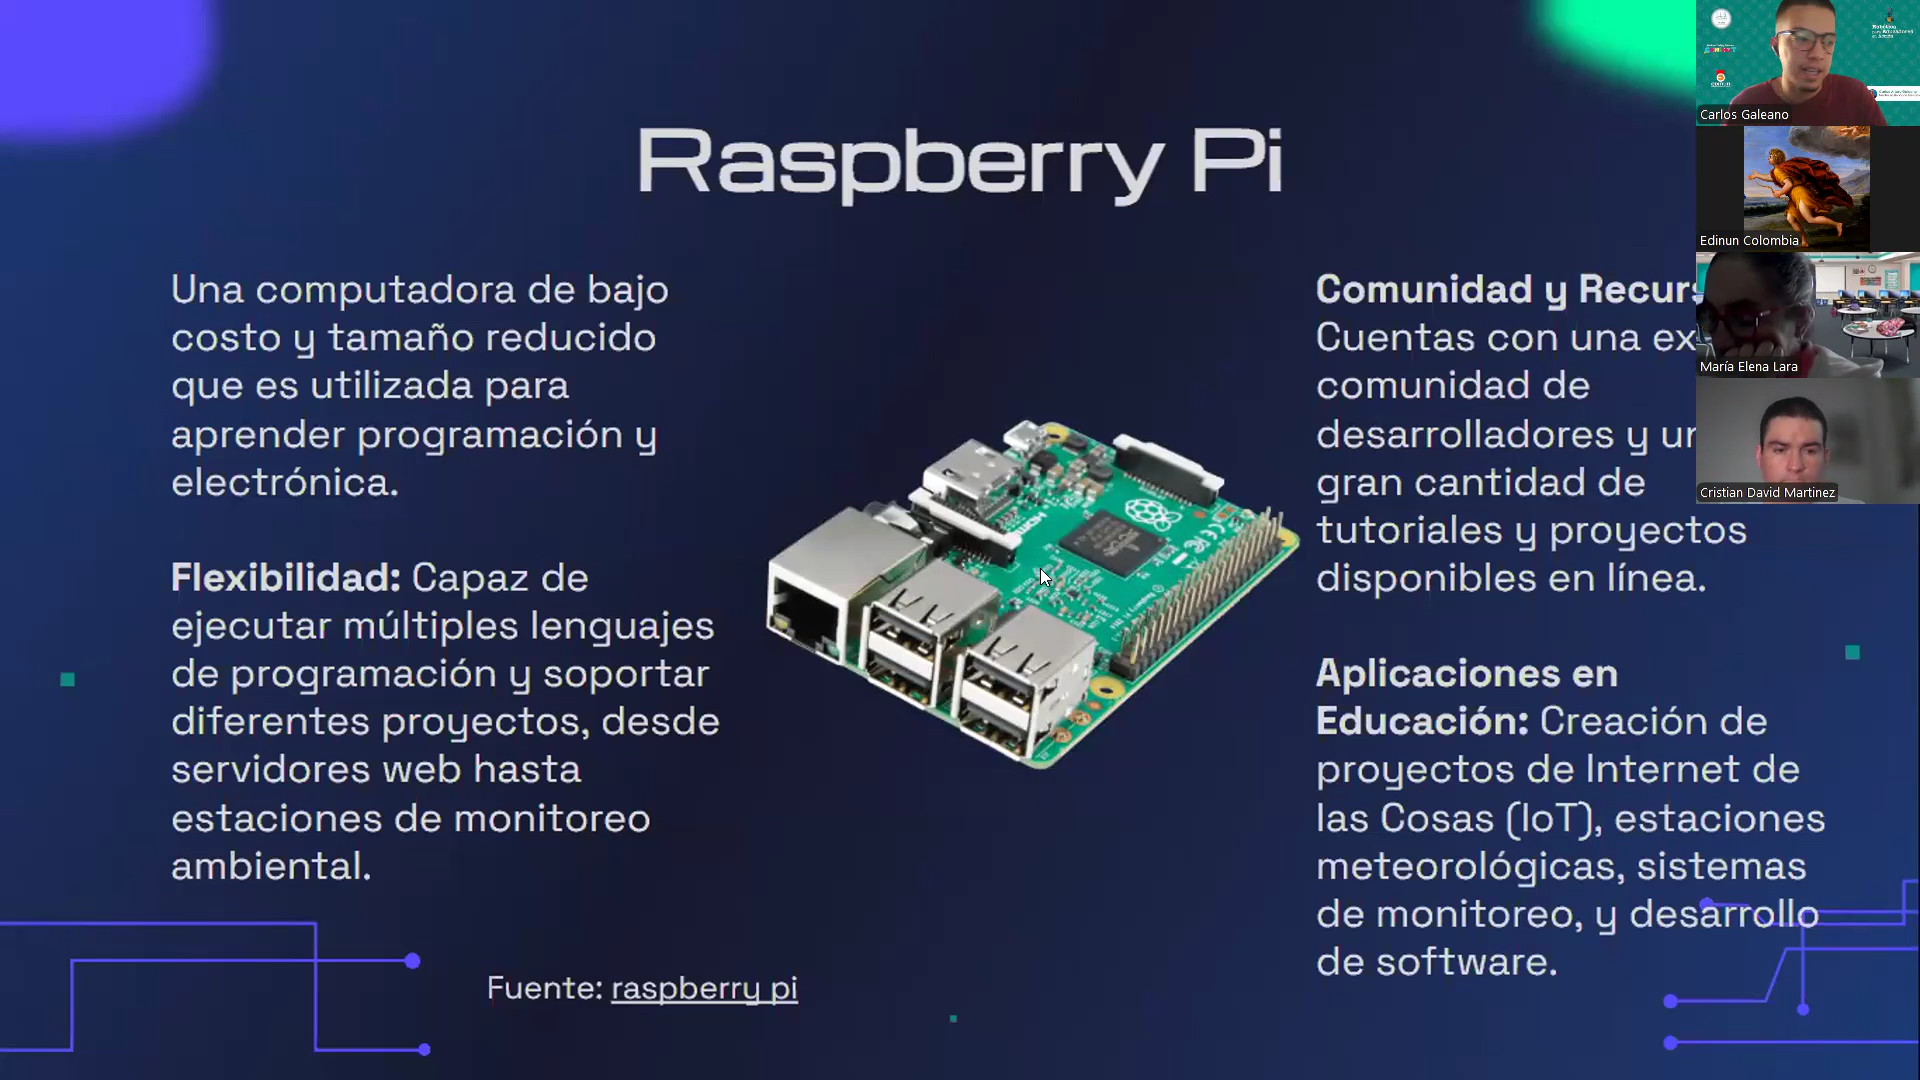 Raspberry Pi
Una computadora de bajo
costo y tamaño reducido
que es utilizada para
aprender programación y
electrónica.
Flexibilidad: Capaz de
ejecutar múltiples lenguajes
de programación y soportar
diferentes proyectos, desde
servidores web hasta
estaciones de monitoreo
ambiental.
Fuente: raspberry pi
HDMI
Comunidad y Recurs
Cuentas con una ex
comunidad de
desarrolladores y un
gran cantidad de
tutoriales y proyectos
disponibles en línea.
Aplicaciones en
Educación: Creación de
proyectos de Internet de
las Cosas (IoT), estaciones
meteorológicas, sistemas
de monitoreo, y desarrollo
de software.
Carlos Galeano
Edinun Colombia
María Elena Lara
Cristian David Martinez